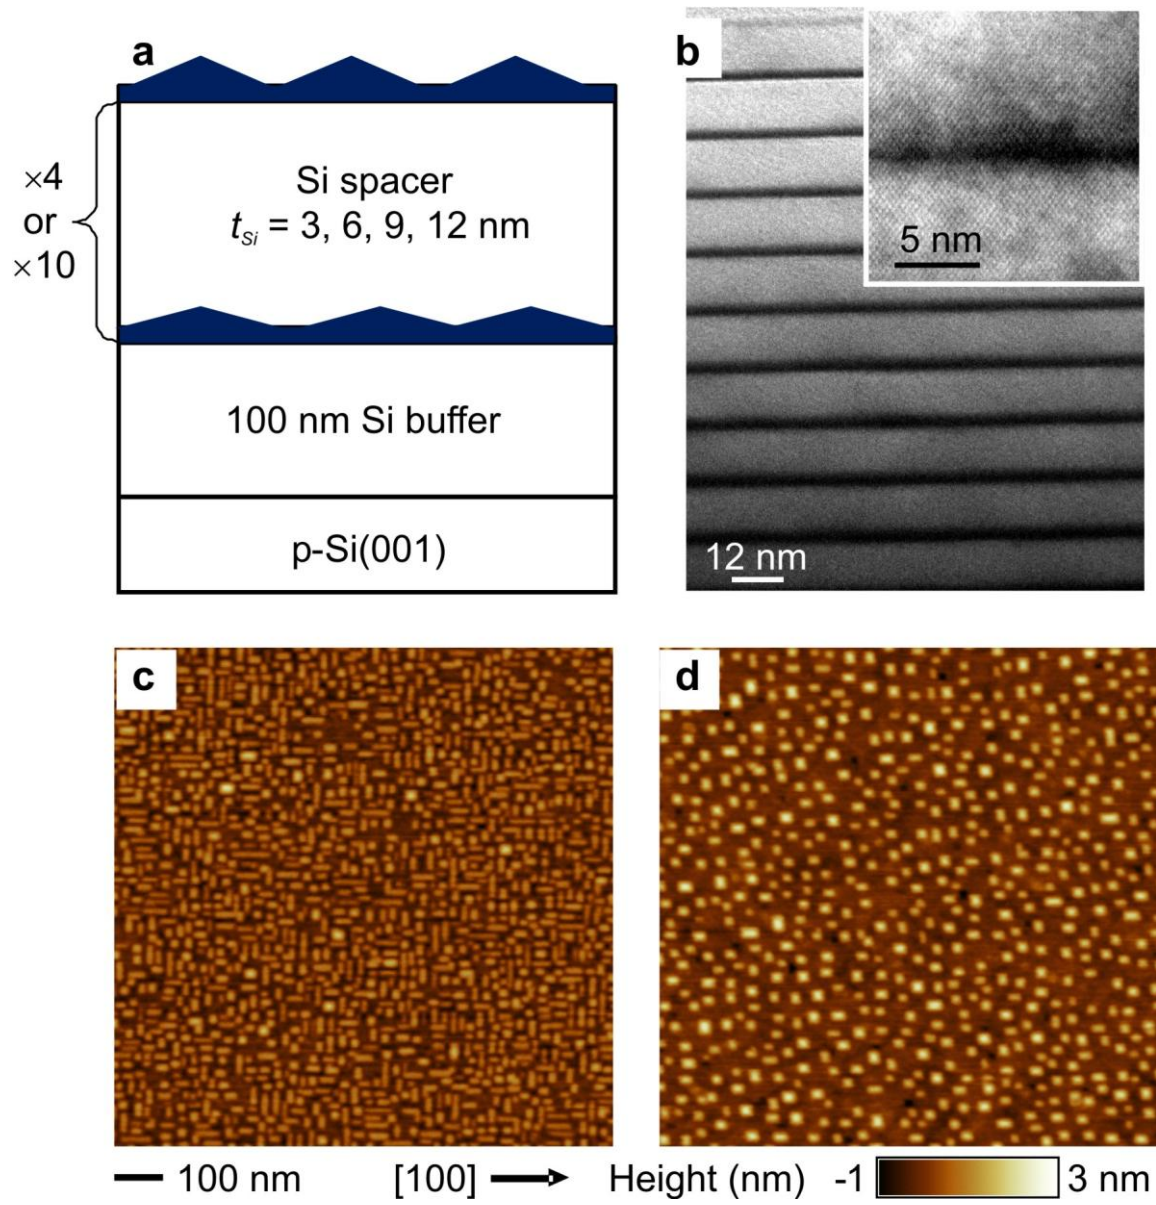 a
×4
or
×10
Si spacer
tSi = 3, 6, 9, 12 nm
100 nm Si buffer
p-Si(001)
b
5 nm
12 nm
c
d
100 nm
[100]
Height (nm)
-1
3 nm